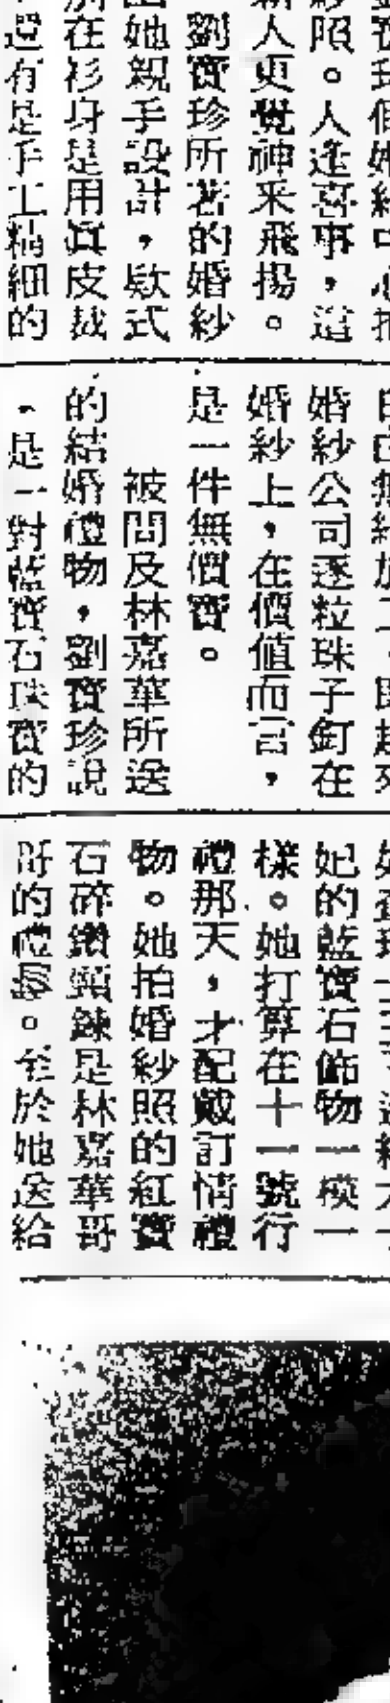 紗照。人逢喜事，這
新人更覺神采飛揚。
劉寶珍所著的婚紗
她親手設計，欵式
在衫身是用眞皮裁
還有是手工精細的
婚紗公司逐粒珠子釘在
婚紗上，在價值而言，
是一件無價寶。
被問及林嘉華所送
的結婚禮物，劉寶珍說
，是一對藍寶石珠寶的
妃的藍寶石飾物一模一
樣。她打算在十一號行
禮那天，才配戴訂情禮
物。她拍婚紗照的紅寶
石碎鑽頸鍊是林嘉華哥
哥的禮物。至於她送給